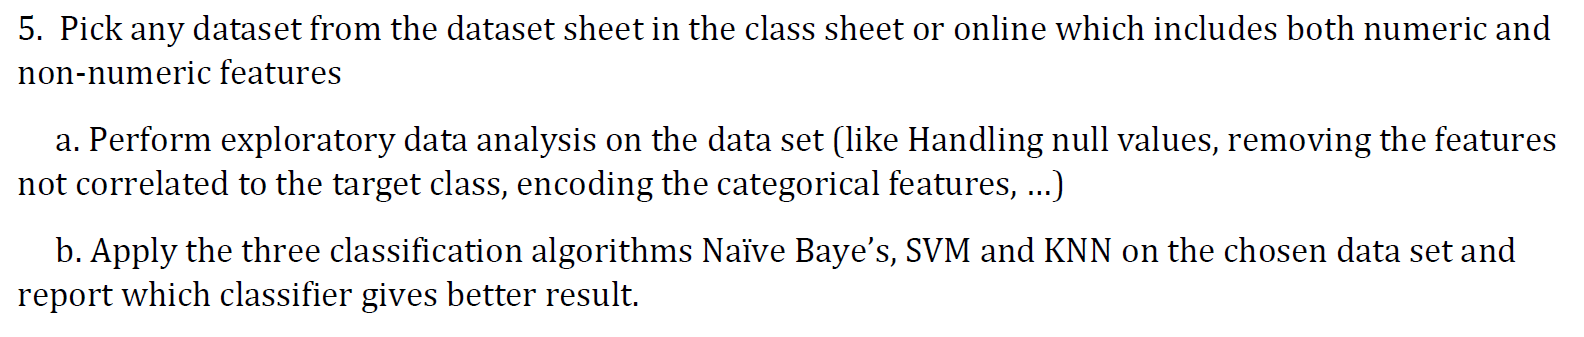 5.  Pick any dataset from the dataset sheet in the class sheet or online which includes both numeric and
non-numeric features
a. Perform exploratory data analysis on the data set (like Handling null values, removing the features
not correlated to the target class, encoding the categorical features, ...)
b. Apply the three classification algorithms Naïve Baye’s, SVM and KNN on the chosen data set and
report which classifier gives better result.